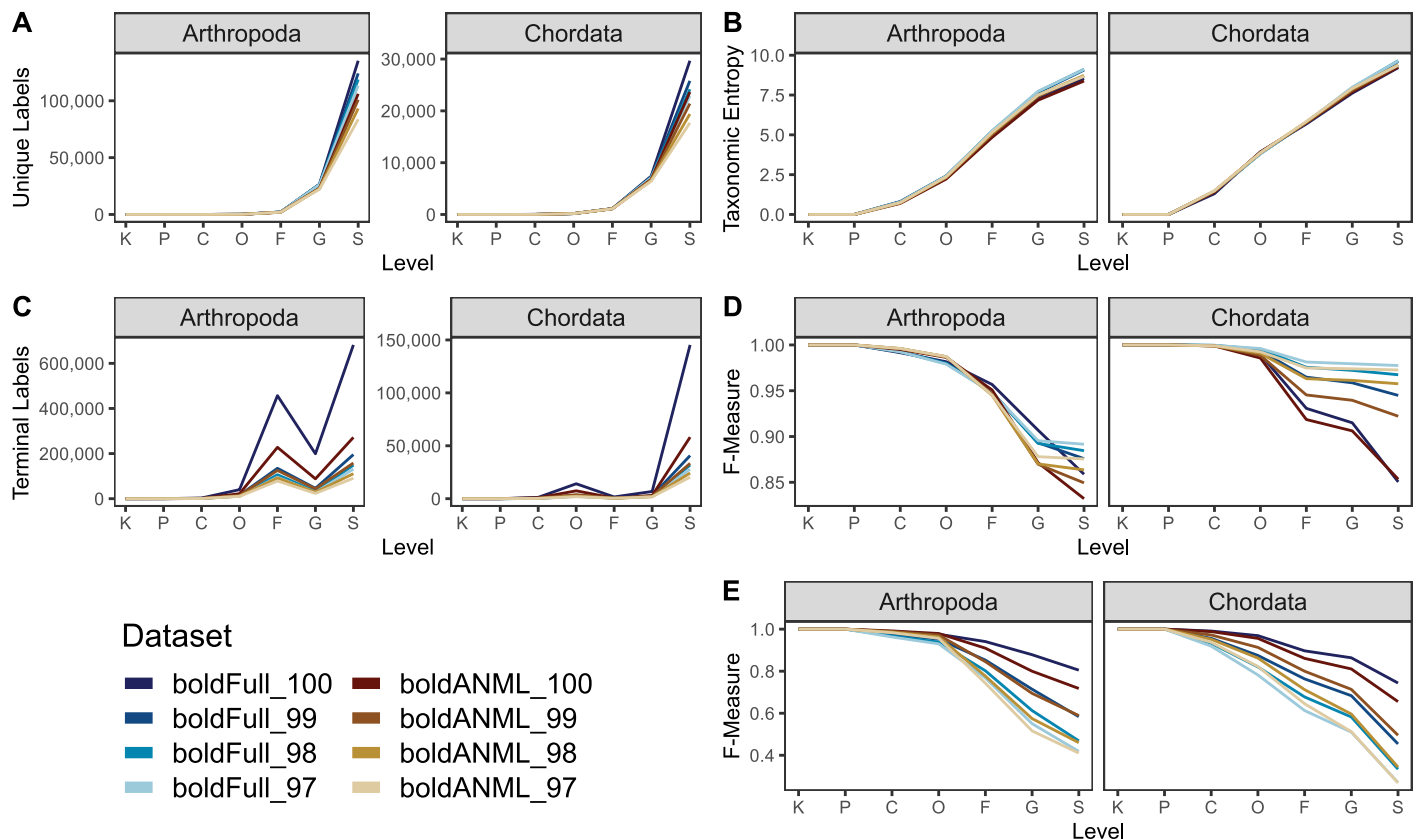 A
Arthropoda
Chordata
Unique Labels
100,000
50,000
0
30,000
20,000
10,000
0
K P C O F G S
K P C O F G S
Level
B
Arthropoda
Chordata
Taxonomic Entropy
10.0
7.5
5.0
2.5
0.0
K P C O F G S
K P C O F G S
Level
C
Arthropoda
Chordata
Terminal Labels
600,000
400,000
200,000
0
150,000
100,000
50,000
0
K P C O F G S
K P C O F G S
Level
D
Arthropoda
Chordata
F-Measure
1.00
0.95
0.90
0.85
K P C O F G S
K P C O F G S
Level
Dataset
boldFull_100 boldANML_100
boldFull_99 boldANML_99
boldFull_98 boldANML_98
boldFull_97 boldANML_97
E
Arthropoda
Chordata
F-Measure
1.0
0.8
0.6
0.4
K P C O F G S
K P C O F G S
Level